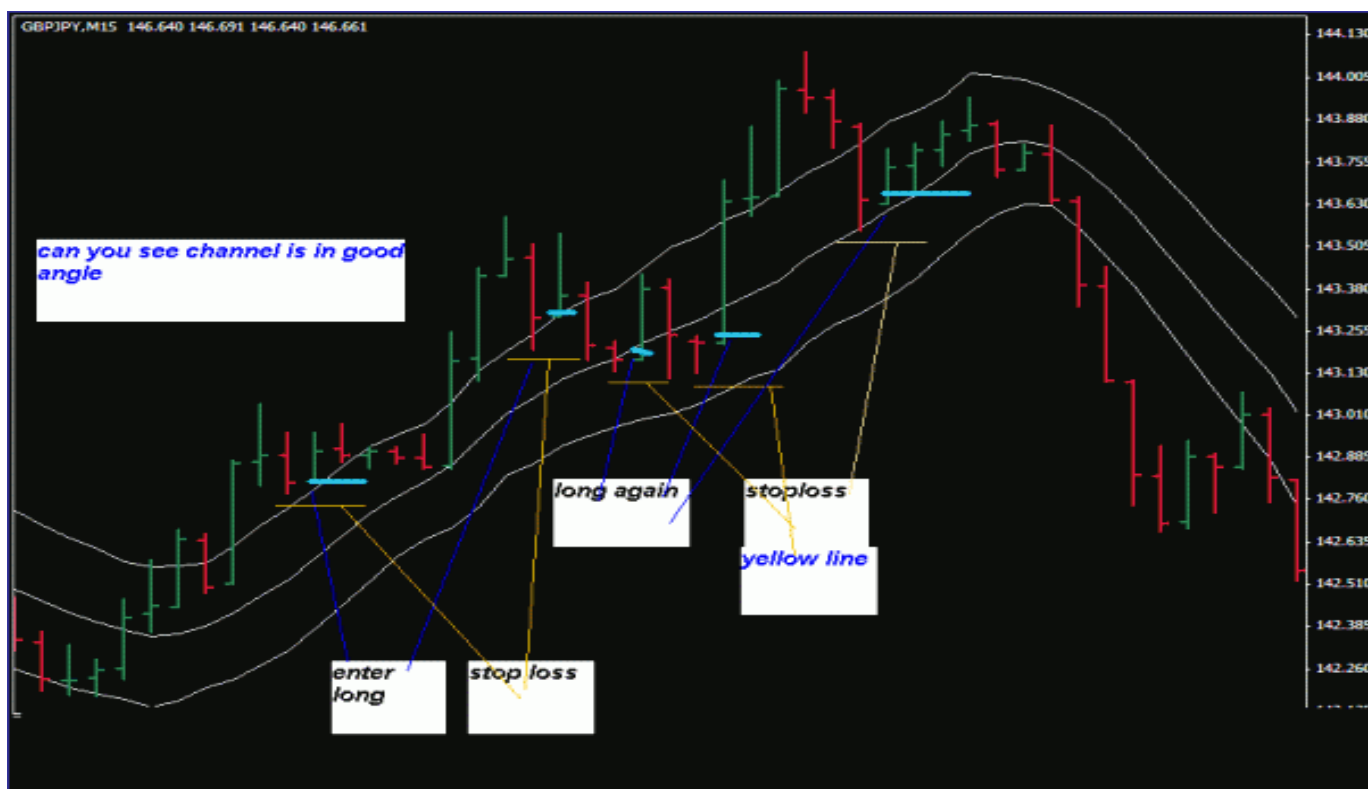 GBPJPY,M15 146.640 146.691 146.640 146.661
144.130
144.005
143.880
143.755
143.630
143.505
143.380
143.255
143.130
143.010
142.885
142.760
142.635
142.510
142.385
142.260
can you see channel is in good
angle
long again
stoploss
yellow line
enter
long
stop loss